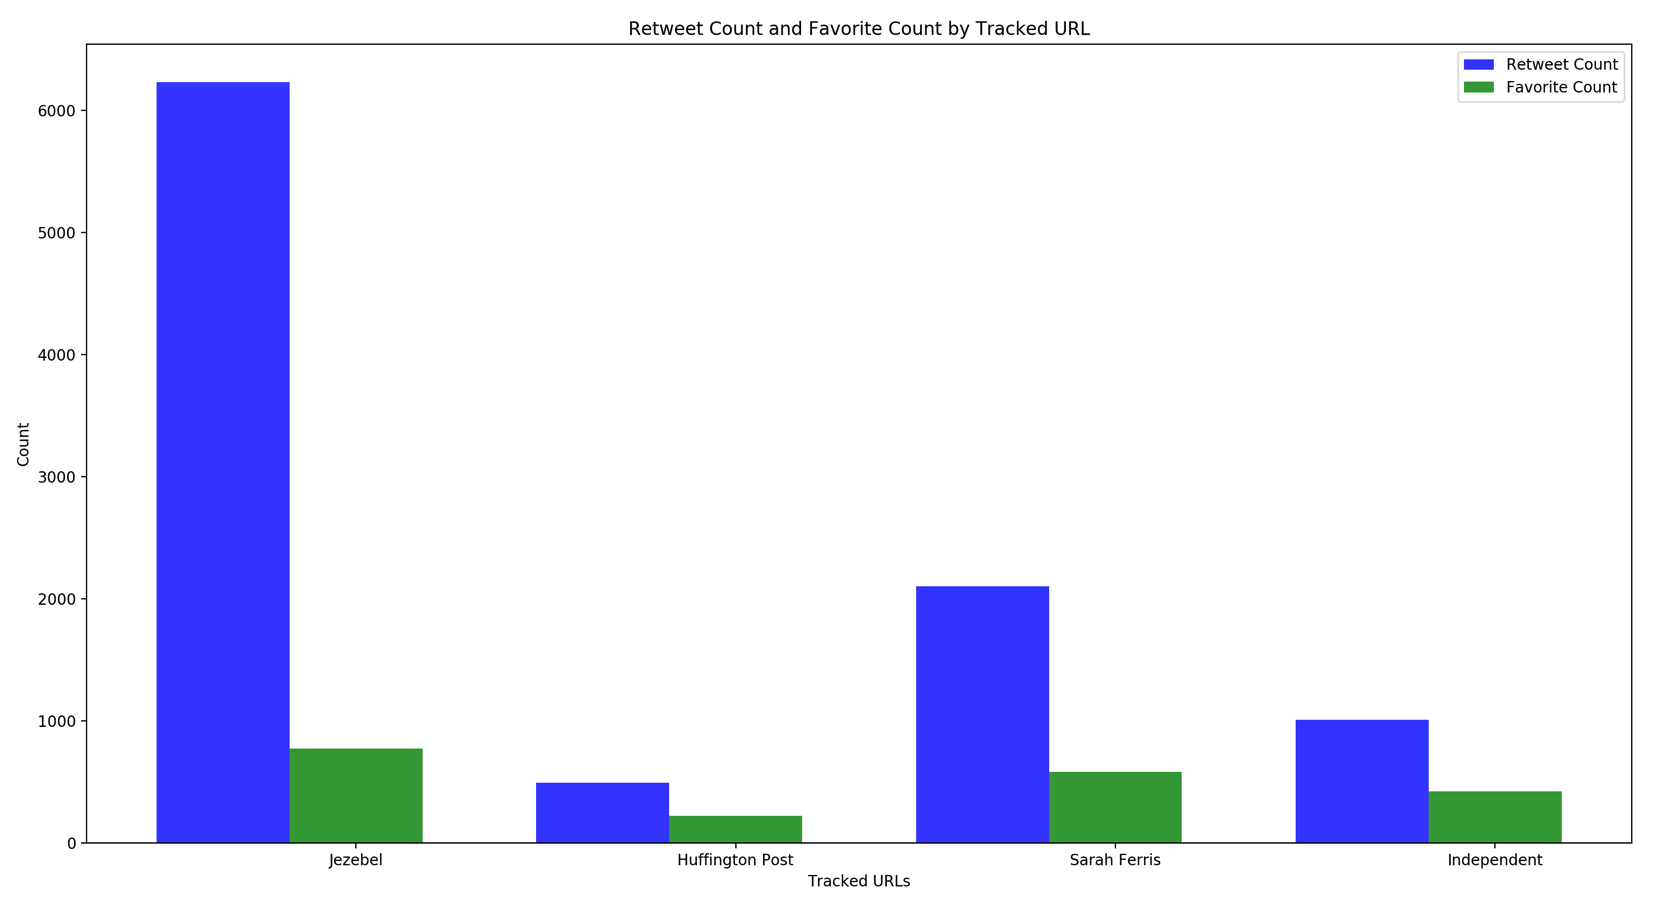 Retweet Count and Favorite Count by Tracked URL
Retweet Count
Favorite Count
6000
5000
4000
3000
2000
1000
0
Count
Jezebel
Huffington Post
Sarah Ferris
Independent
Tracked URLs